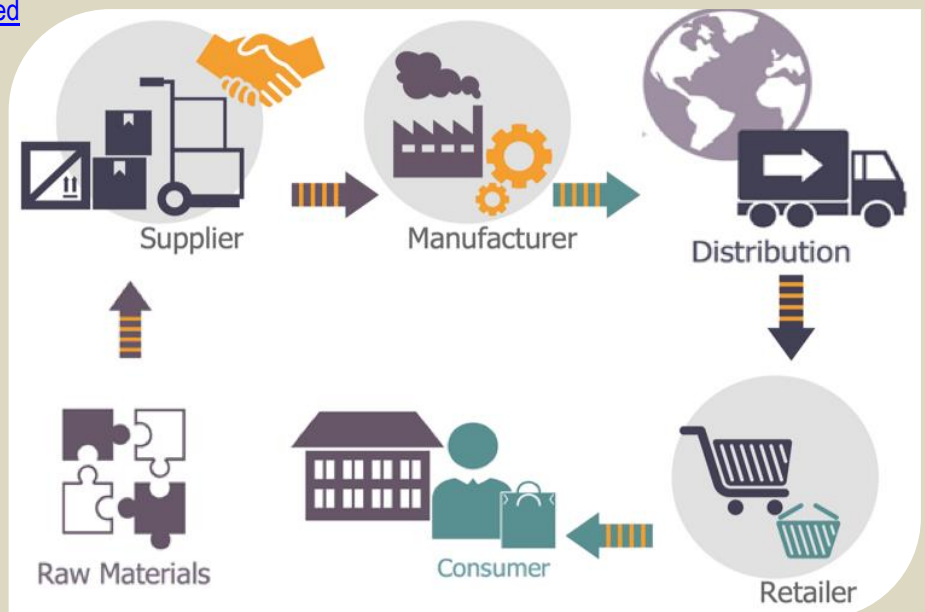 ed
Supplier
Manufacturer
Distribution
Raw Materials
Consumer
Retailer